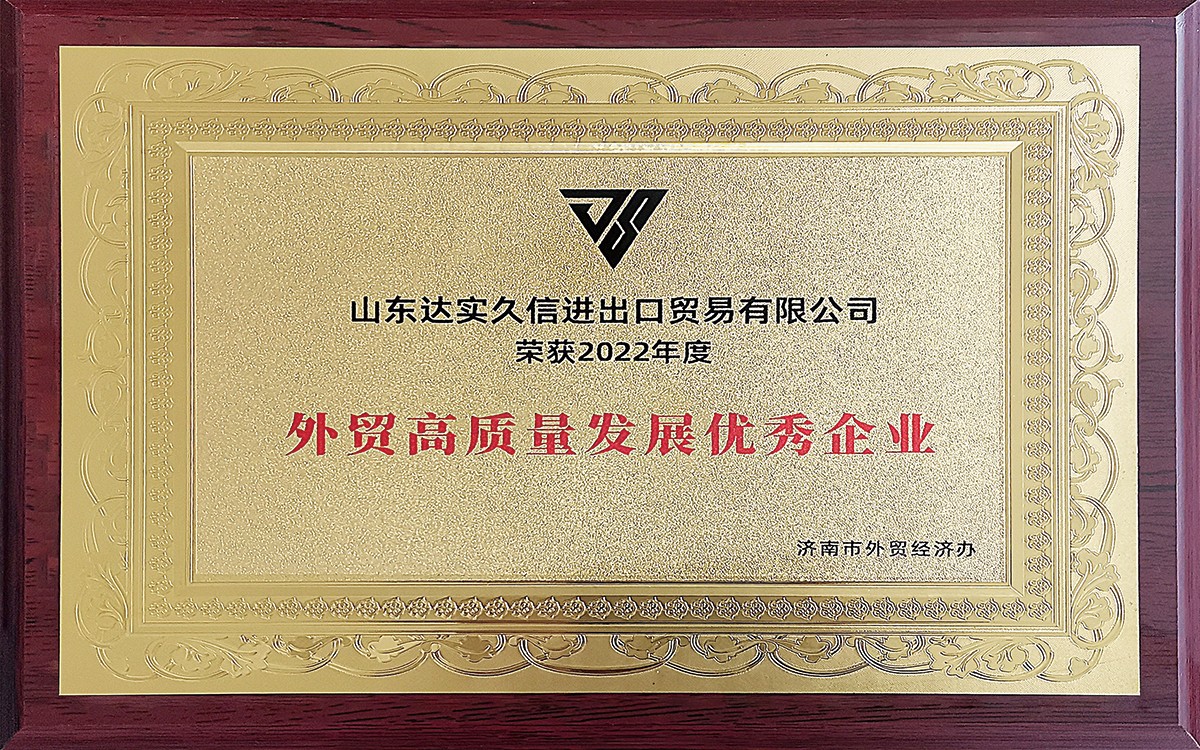 山东达实久信进出口贸易有限公司
荣获2022年度
外贸高质量发展优秀企业
济南市外贸经济办